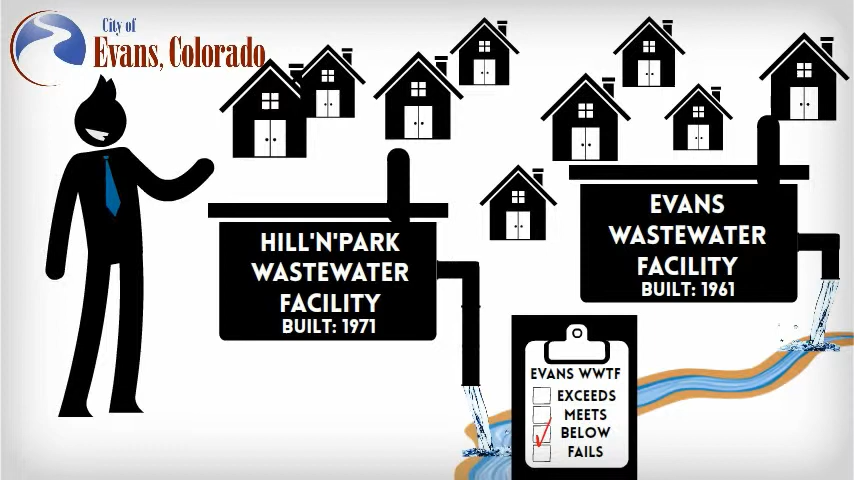 City of
Evans, Colorado
HILL'N'PARK
WASTEWATER
FACILITY
BUILT: 1971
EVANS
WASTEWATER
FACILITY
BUILT: 1961
EVANS WWTF
EXCEEDS
MEETS
BELOW
FAILS